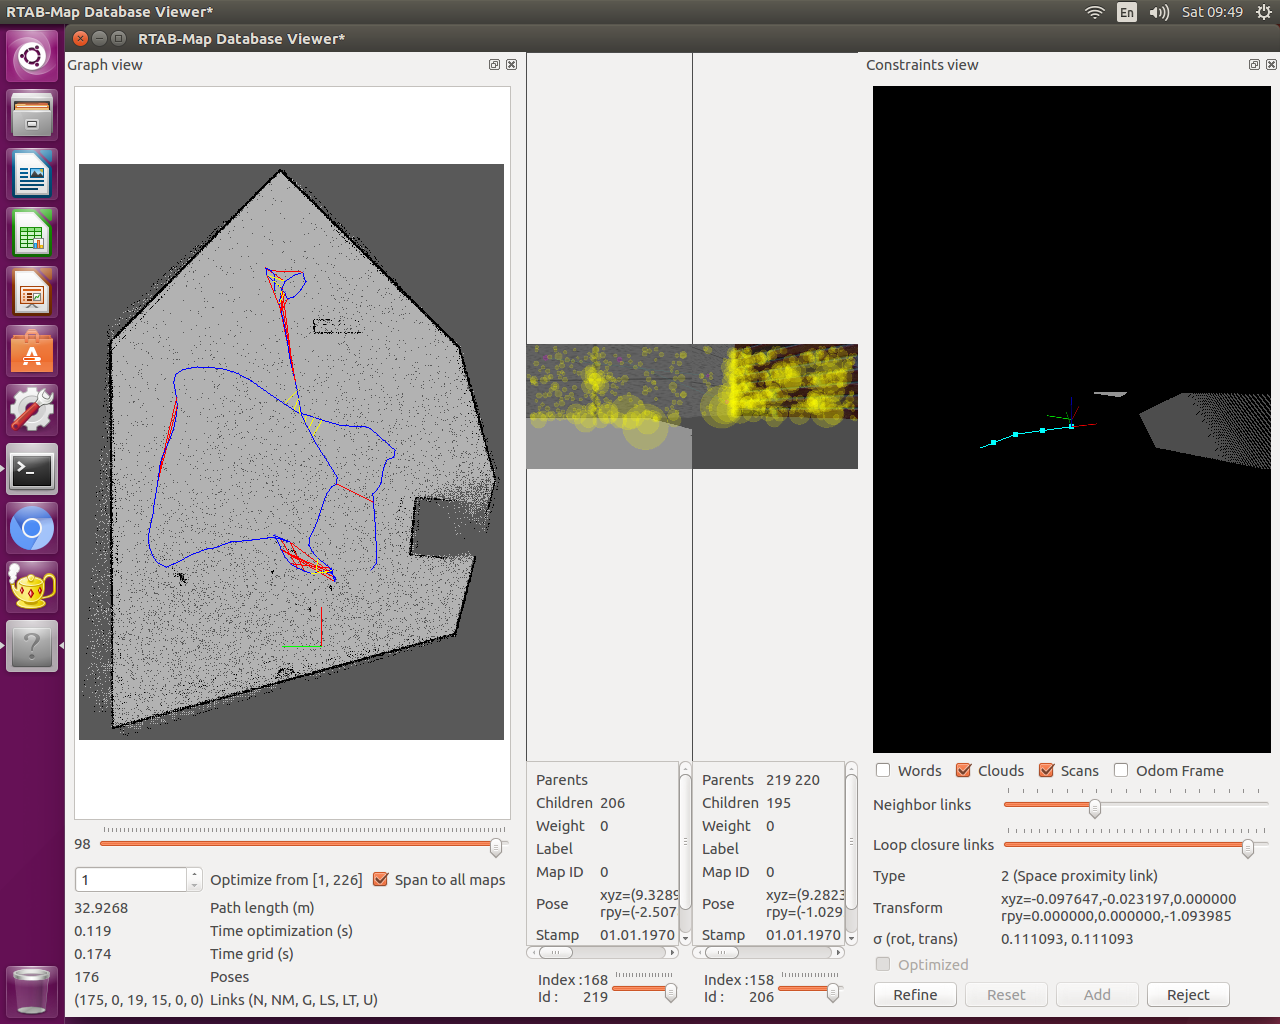 RTAB-Map Database Viewer*
En
Sat 09:49
RTAB-Map Database Viewer*
Graph view
Constraints view
98
1
Optimize from [1, 226]
Span to all maps
32.9268 Path length (m)
0.119 Time optimization (s)
0.174 Time grid (s)
176 Poses
(175, 0, 19, 15, 0, 0) Links (N, NM, G, LS, LT, U)
Parents
Children 206
Weight 0
Label
Map ID 0
Pose xyz=(9.3289
rpy=(-2.507
Stamp 01.01.1970
Index :168
Id : 219
Parents 219 220
Children 195
Weight 0
Label
Map ID 0
Pose xyz=(9.2823
rpy=(-1.029
Stamp 01.01.1970
Index :158
Id : 206
Words Clouds Scans Odom Frame
Neighbor links
Loop closure links
Type 2 (Space proximity link)
Transform xyz=-0.097647,-0.023197,0.000000
rpy=0.000000,0.000000,-1.093985
σ (rot, trans) 0.111093, 0.111093
Optimized
Refine Reset Add Reject